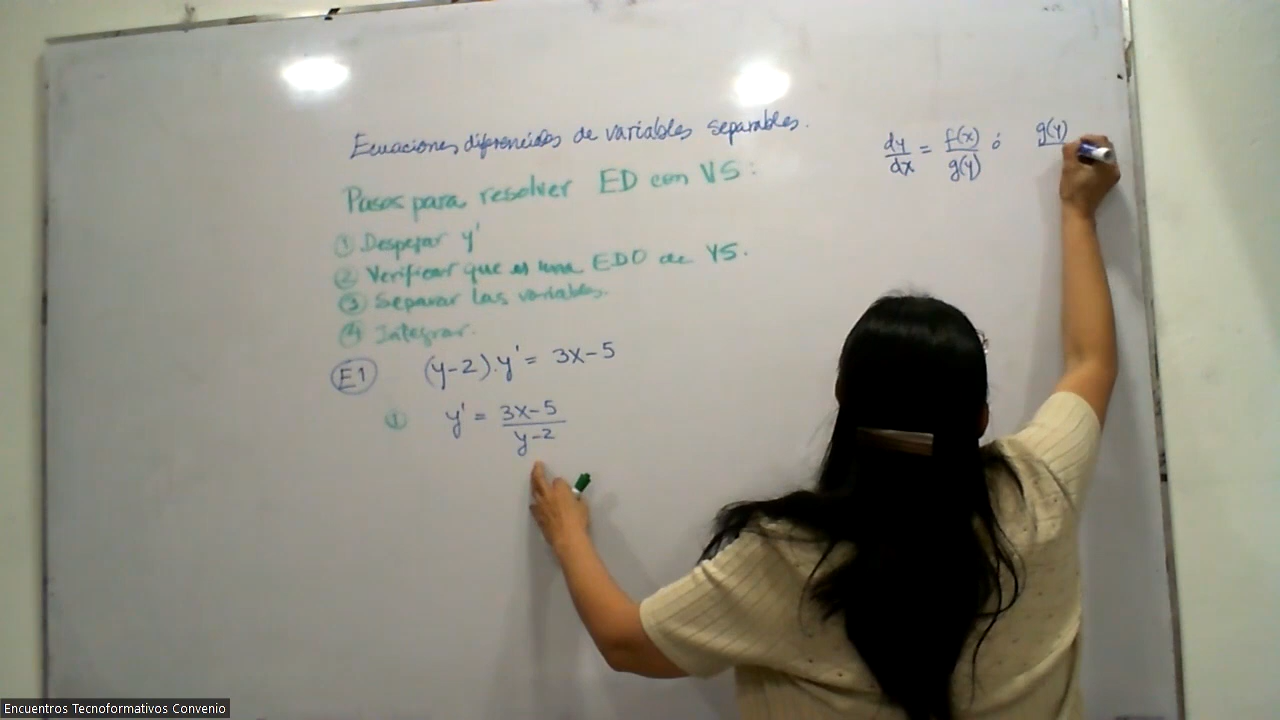 Ecuaciones diferenciales de variables separables.
dy/dx = f(x)/g(y) ó g(y)
Pasos para resolver ED con VS:
① Despejar y'
② Verificar que es una EDO de VS.
③ Separar las variables.
④ Integrar.
E1 (y-2).y' = 3x-5
① y' = 3x-5/y-2
Encuentros Tecnoformativos Convenio